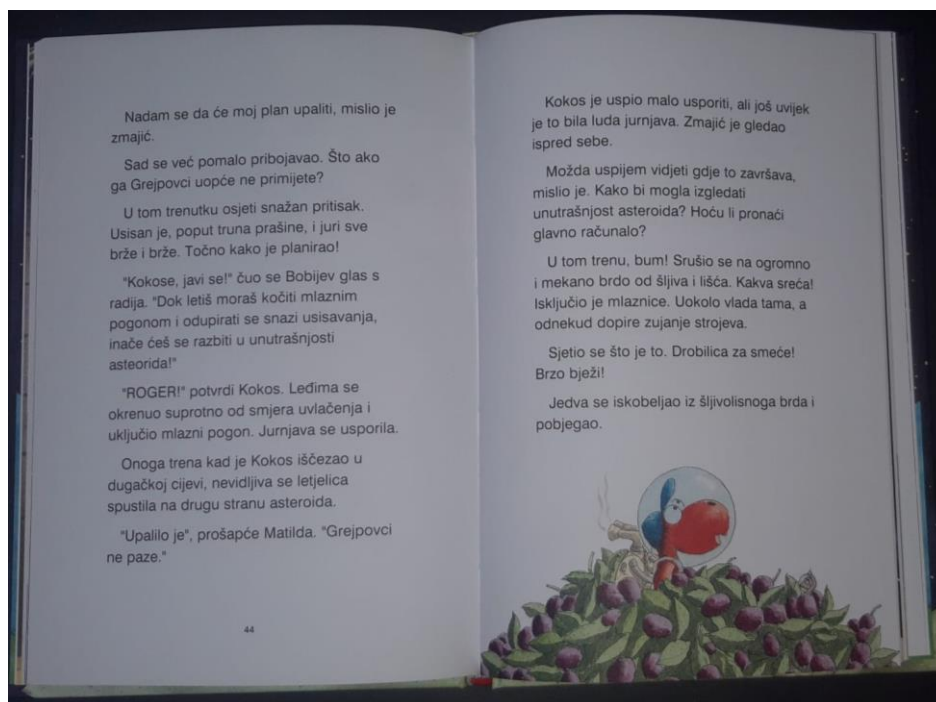 Nadam se da će moj plan upaliti, mislio je
zmajić.
Sad se već pomalo pribojavao. Što ako
ga Grejpovci uopće ne primijete?
U tom trenutku osjeti snažan pritisak.
Usisan je, poput truna prašine, i juri sve
brže i brže. Točno kako je planirao!
"Kokose, javi se!" čuo se Bobijev glas s
radija. "Dok letiš moraš kočiti mlaznim
pogonom i odupirati se snazi usisavanja,
inače ćeš se razbiti u unutrašnjosti
asteorida!"
"ROGER!" potvrdi Kokos. Leđima se
okrenuo suprotno od smjera uvlačenja i
uključio mlazni pogon. Jurnjava se usporila.
Onoga trena kad je Kokos iščezao u
dugačkoj cijevi, nevidljiva se letjelica
spustila na drugu stranu asteroida.
"Upalilo je", prošapće Matilda. "Grejpovci
ne paze."
44
Kokos je uspio malo usporiti, ali još uvijek
je to bila luda jurnjava. Zmajić je gledao
ispred sebe.
Možda uspijem vidjeti gdje to završava,
mislio je. Kako bi mogla izgledati
unutrašnjost asteroida? Hoću li pronaći
glavno računalo?
U tom trenu, bum! Srušio se na ogromno
i mekano brdo od šljiva i lišća. Kakva sreća!
Isključio je mlaznice. Uokolo vlada tama, a
odnekud dopire zujanje strojeva.
Sjetio se što je to. Drobilica za smeće!
Brzo bježi!
Jedva se iskobeljao iz šljivolisnoga brda i
pobjegao.